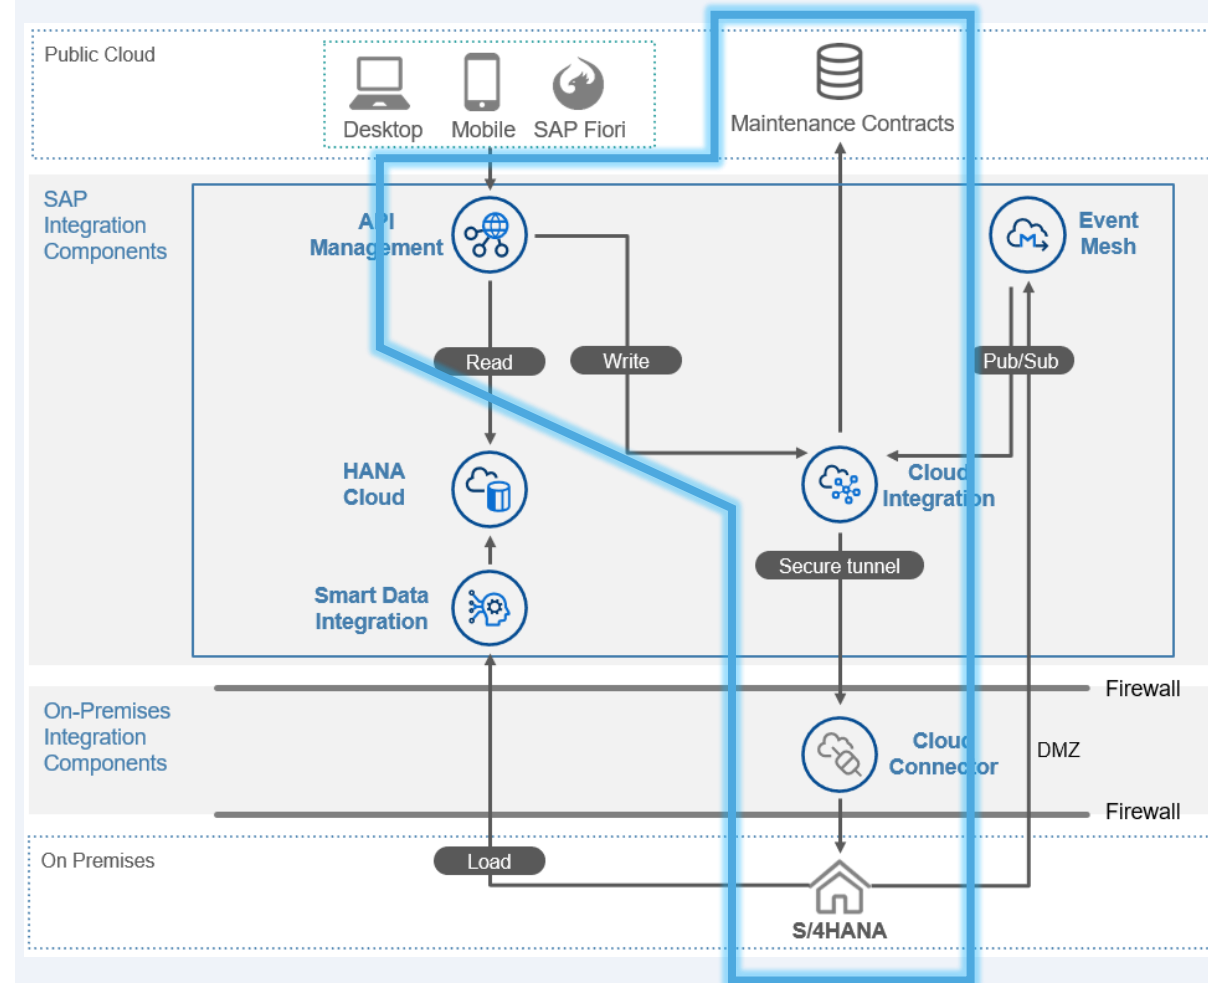 Public Cloud
Desktop
Mobile
SAP Fiori
Maintenance Contracts
SAP
Integration
Components
API
Management
Event
Mesh
Read
Write
Pub/Sub
HANA
Cloud
Cloud
Integration
Secure tunnel
Smart Data
Integration
Firewall
On-Premises
Integration
Components
Cloud
Connector
DMZ
Firewall
On Premises
Load
S/4HANA